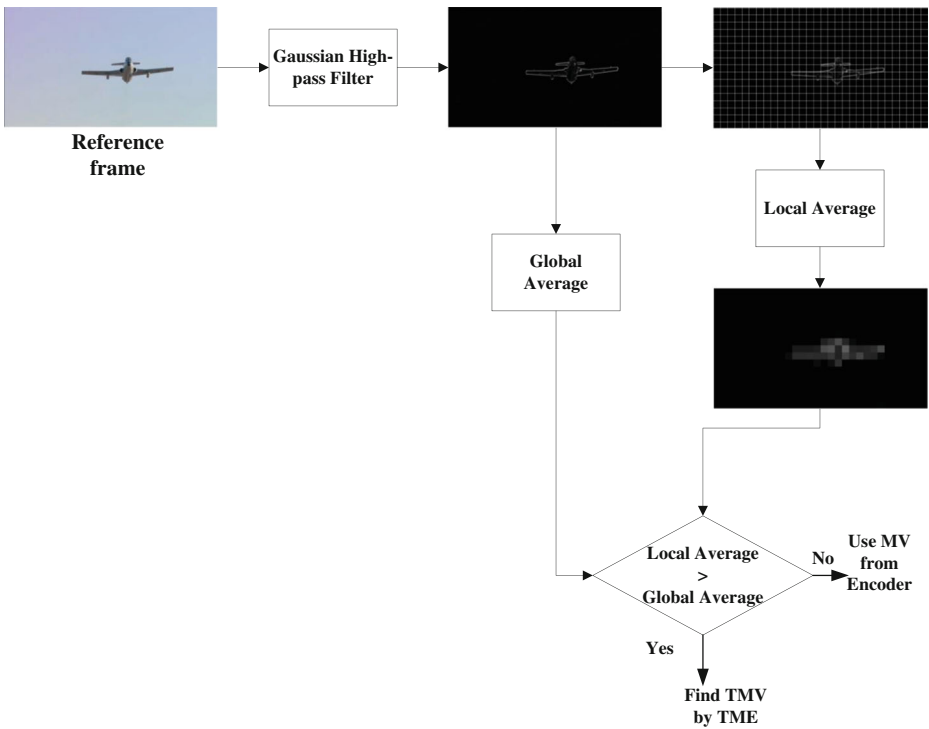 Gaussian High-
pass Filter
Reference
frame
Local Average
Global
Average
Local Average
>
Global Average
No
Use MV
from
Encoder
Yes
Find TMV
by TME